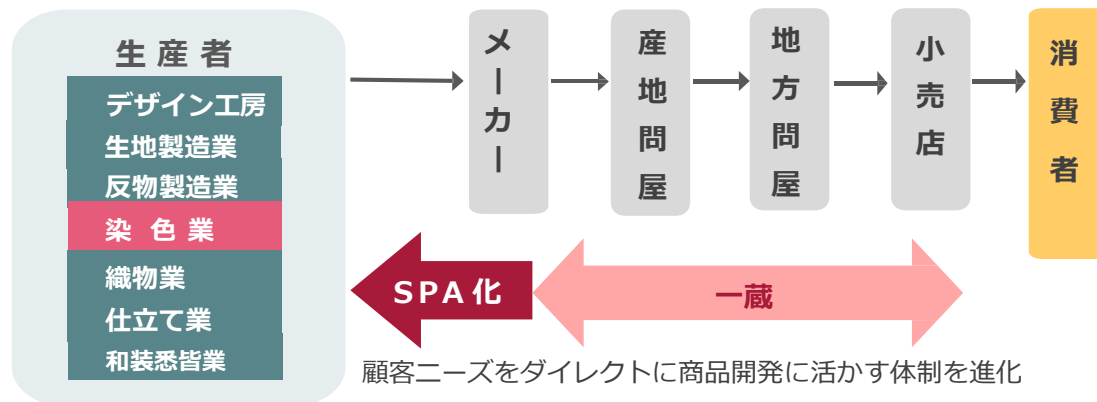 生産者
デザイン工房
生地製造業
反物製造業
染色業
織物業
仕立て業
和装悉皆業
メーカー
産地問屋
地方問屋
小売店
消費者
SPA化
一蔵
顧客ニーズをダイレクトに商品開発に活かす体制を進化